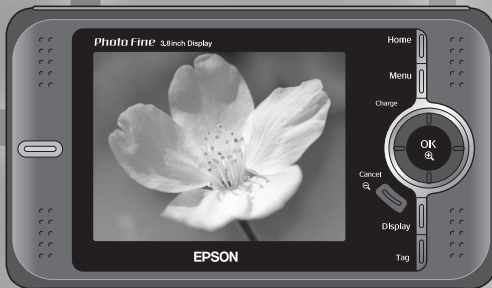 Photo Fine 3.8inch Display
Home
Menu
Charge
OK
Cancel
Display
Tag
EPSON